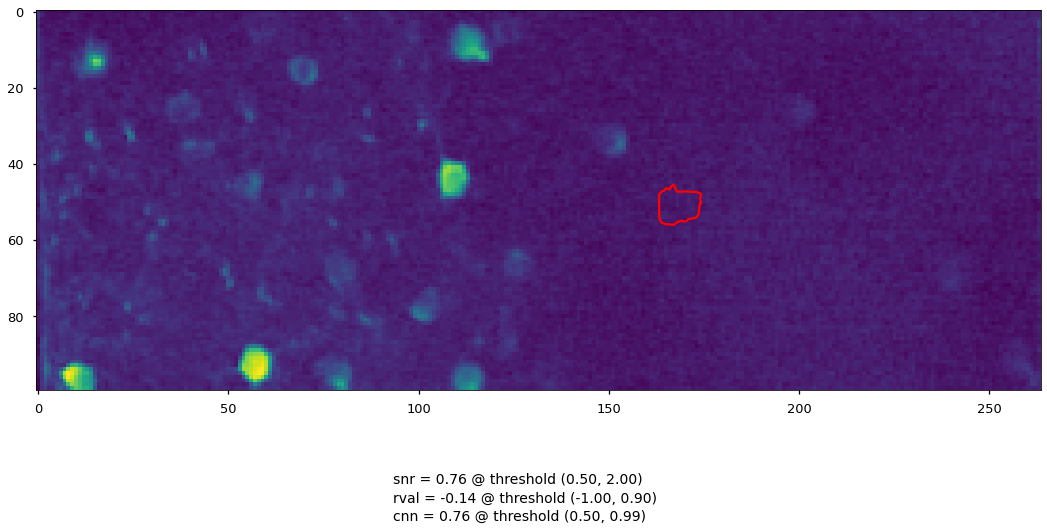 0
20
40
60
80
0 50 100 150 200 250
snr = 0.76 @ threshold (0.50, 2.00)
rval = -0.14 @ threshold (-1.00, 0.90)
cnn = 0.76 @ threshold (0.50, 0.99)